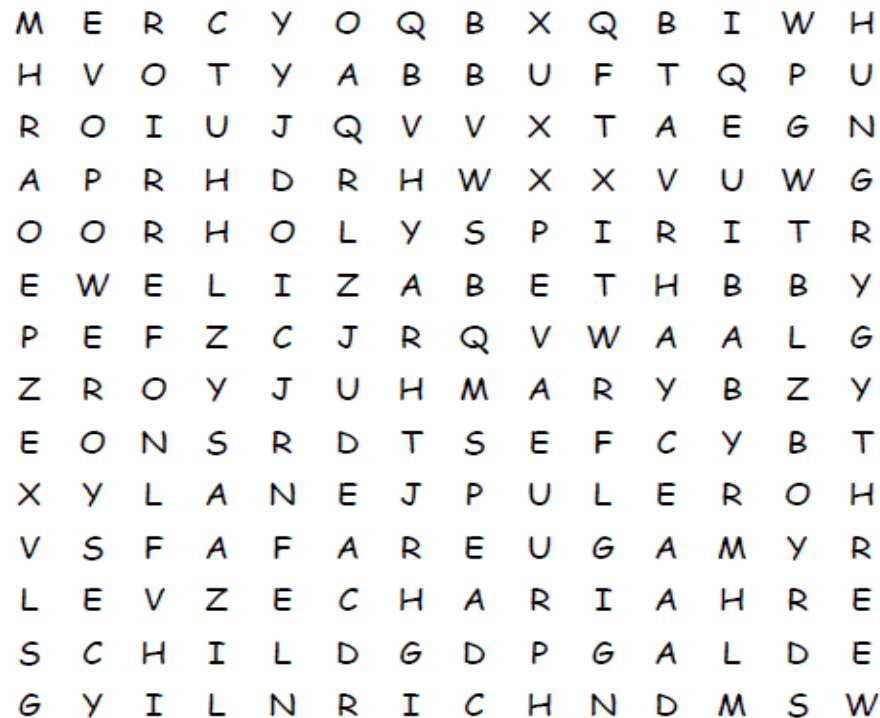 M E R C Y O Q B X Q B I W H
H V O T Y A B B U F T Q P U
R O I U J Q V V X T A E G N
A P R H D R H W X X V U W G
O O R H O L Y S P I R I T R
E W E L I Z A B E T H B B Y
P E F Z C J R Q V W A A L G
Z R O Y J U H M A R Y B Z Y
E O N S R D T S E F C Y B T
X Y L A N E J P U L E R O H
V S F A F A R E U G A M Y R
L E V Z E C H A R I A H R E
S C H I L D G D P G A L D E
G Y I L N R I C H N D M S W